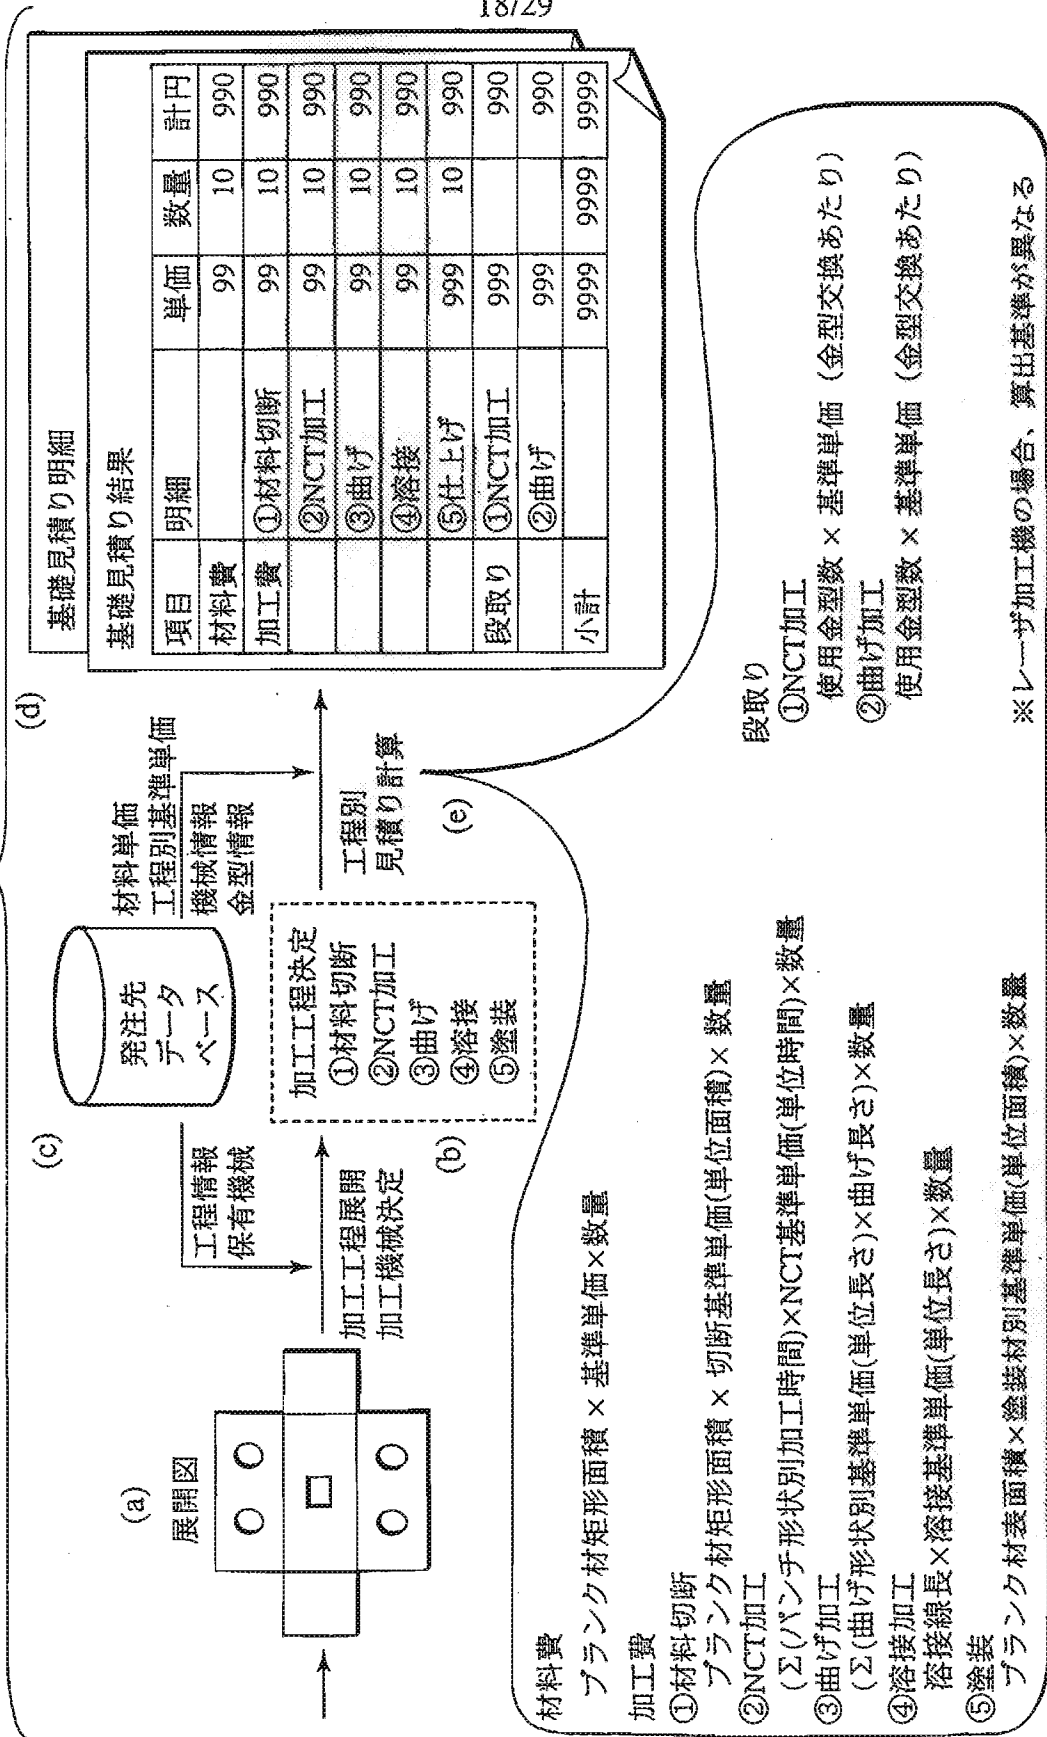 18/29
(a)
展開図
加工工程展開
加工機械決定
工程情報
保有機械
(c)
発注先
データ
ベース
(b)
加工工程決定
①材料切断
②NCT加工
③曲げ
④溶接
⑤塗装
材料単価
工程別基準単価
機械情報
金型情報
工程別
見積り計算
(e)
(d)
基礎見積り明細
基礎見積り結果
項目 明細 単価 数量 計円
材料費 99 10 990
加工費 ①材料切断 99 10 990
②NCT加工 99 10 990
③曲げ 99 10 990
④溶接 99 10 990
⑤仕上げ 999 10 990
段取り ①NCT加工 999 990
②曲げ 999 990
小計 9999 9999 9999
材料費
ブランク材矩形面積 × 基準単価×数量
加工費
①材料切断
ブランク材矩形面積 × 切断基準単価(単位面積)× 数量
②NCT加工
(Σ(パンチ形状別加工時間)×NCT基準単価(単位時間)×数量
③曲げ加工
(Σ(曲げ形状別基準単価(単位長さ)×曲げ長さ)×数量
④溶接加工
溶接線長×溶接基準単価(単位長さ)×数量
⑤塗装
ブランク材表面積×塗装材別基準単価(単位面積)×数量
段取り
①NCT加工
使用金型数 × 基準単価（金型交換あたり）
②曲げ加工
使用金型数 × 基準単価（金型交換あたり）
※レーザ加工機の場合、算出基準が異なる